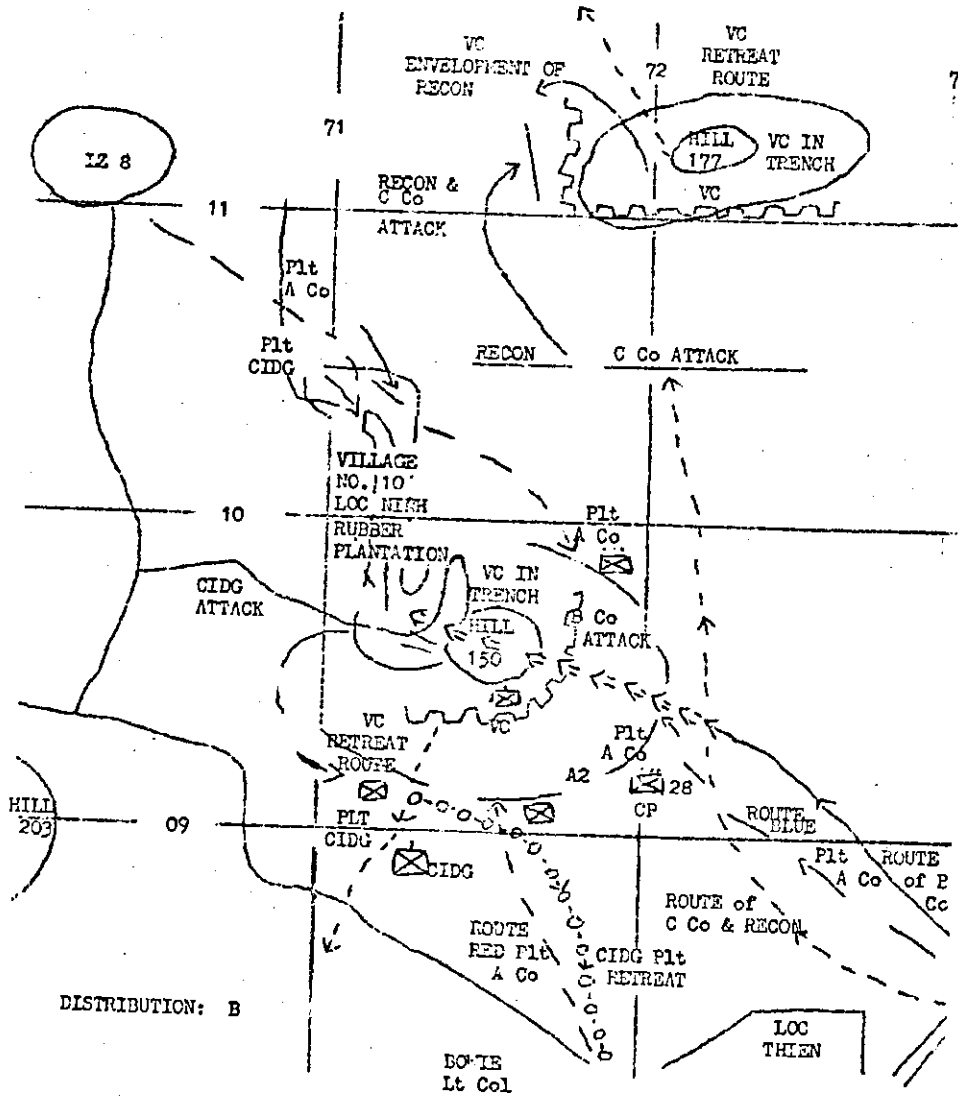 VC
ENVELOPMENT OF
RECON
72
VC
RETREAT
ROUTE
7
71
LZ 8
HILL
177
VC IN
TRENCH
VC
RECON &
C Co
ATTACK
11
Plt
A Co
Plt
CIDG
RECON
C Co ATTACK
VILLAGE
NO. 10
LOC NINH
RUBBER
PLANTATION
10
Plt
A Co
CIDG
ATTACK
VC IN
TRENCH
HILL
150
B Co
ATTACK
VC
VC
RETREAT
ROUTE
Plt
A Co
A2
28
CP
HILL
203
09
PLT
CIDG
CIDG
ROUTE
BLUE
Plt
A Co
ROUTE
of B
Co
ROUTE of
C Co & RECON
ROUTE
RED Plt
A Co
CIDG Plt
RETREAT
DISTRIBUTION: B
LOC
THIEN
BOWIE
Lt Col